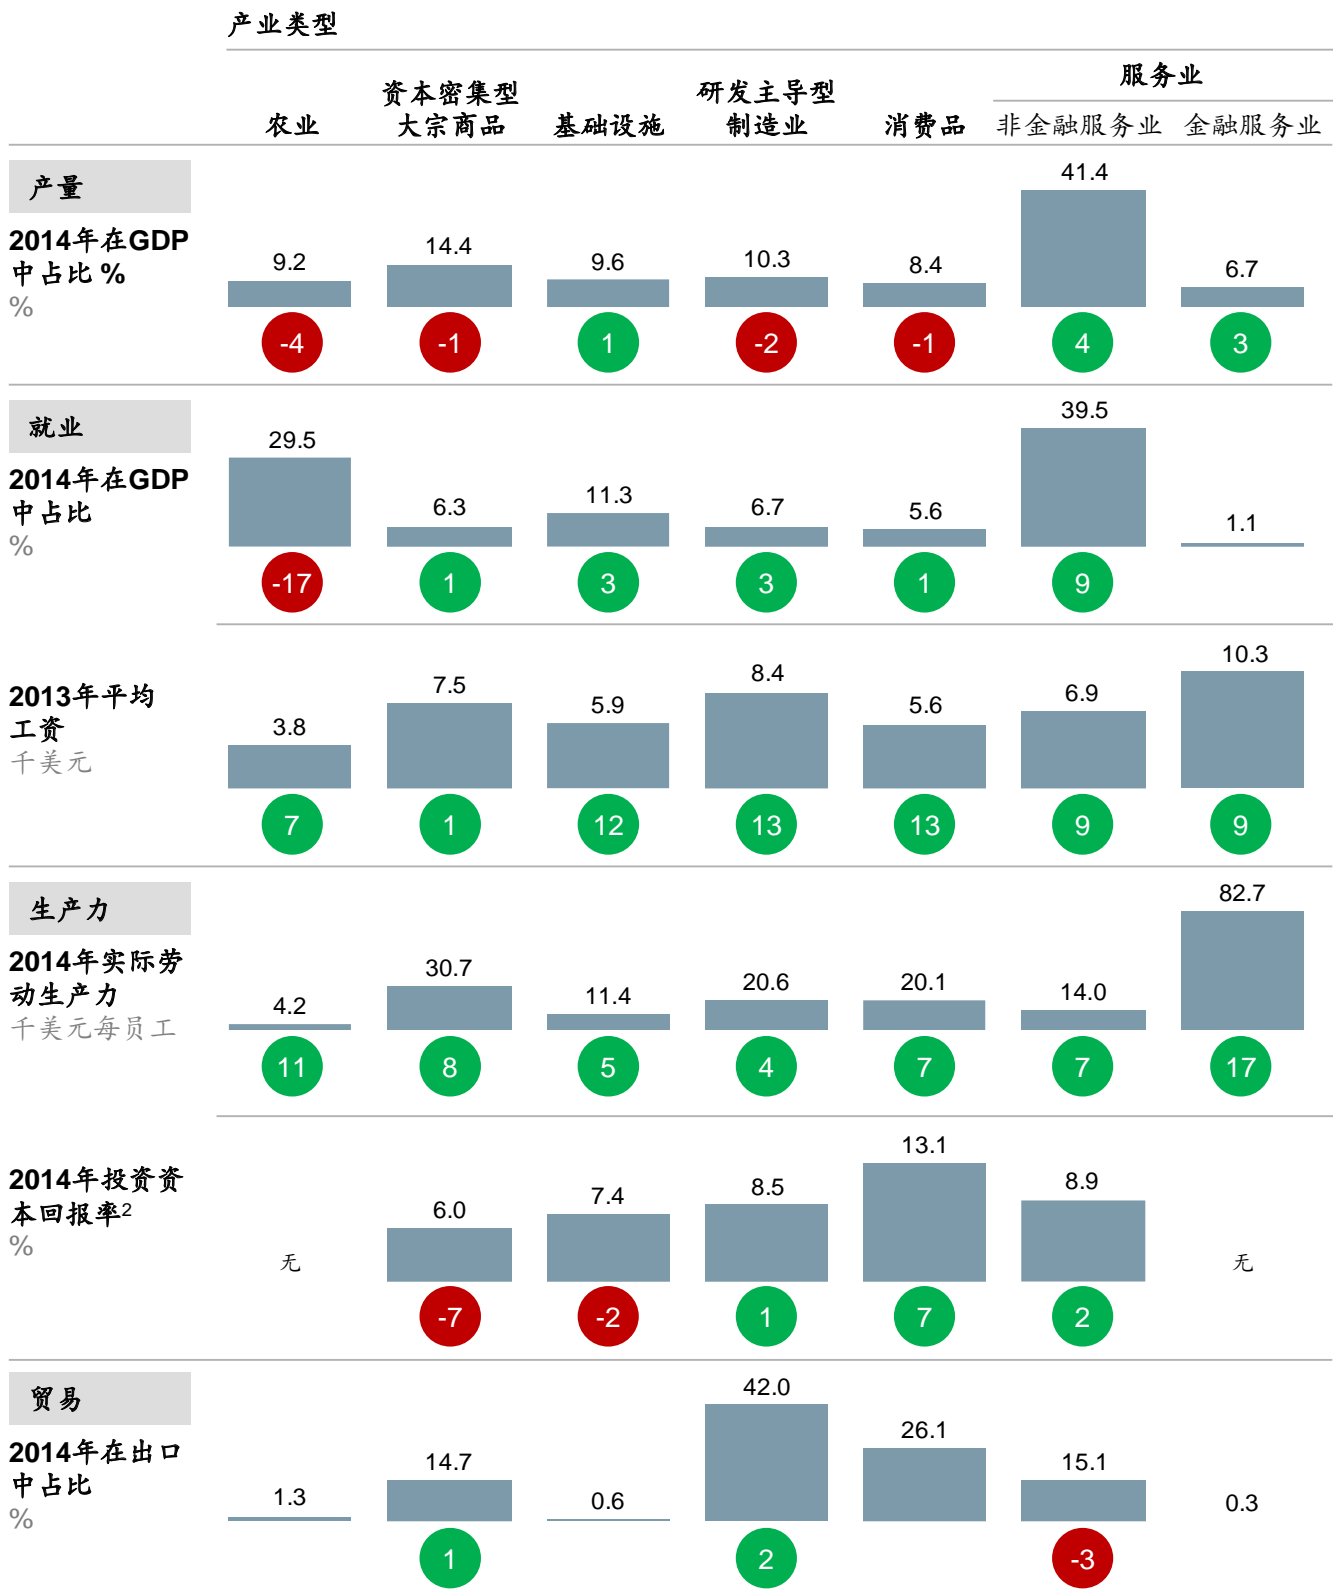 产业类型
服务业
农业
资本密集型
大宗商品
基础设施
研发主导型
制造业
消费品
非金融服务业
金融服务业
产量
2014年在GDP
中占比 %
%
9.2
14.4
9.6
10.3
8.4
41.4
6.7
-4
-1
1
-2
-1
4
3
就业
2014年在GDP
中占比
%
29.5
6.3
11.3
6.7
5.6
39.5
1.1
-17
1
3
3
1
9
2013年平均
工资
千美元
3.8
7.5
5.9
8.4
5.6
6.9
10.3
7
1
12
13
13
9
9
生产力
2014年实际劳
动生产力
千美元每员工
4.2
30.7
11.4
20.6
20.1
14.0
82.7
11
8
5
4
7
7
17
2014年投资资
本回报率2
%
无
6.0
7.4
8.5
13.1
8.9
无
-7
-2
1
7
2
贸易
2014年在出口
中占比
%
1.3
14.7
0.6
42.0
26.1
15.1
0.3
1
2
-3